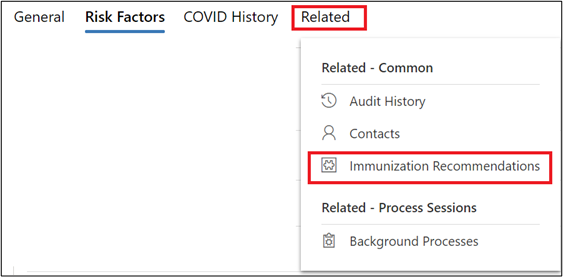 General Risk Factors COVID History Related
Related - Common
Audit History
Contacts
Immunization Recommendations
Related - Process Sessions
Background Processes